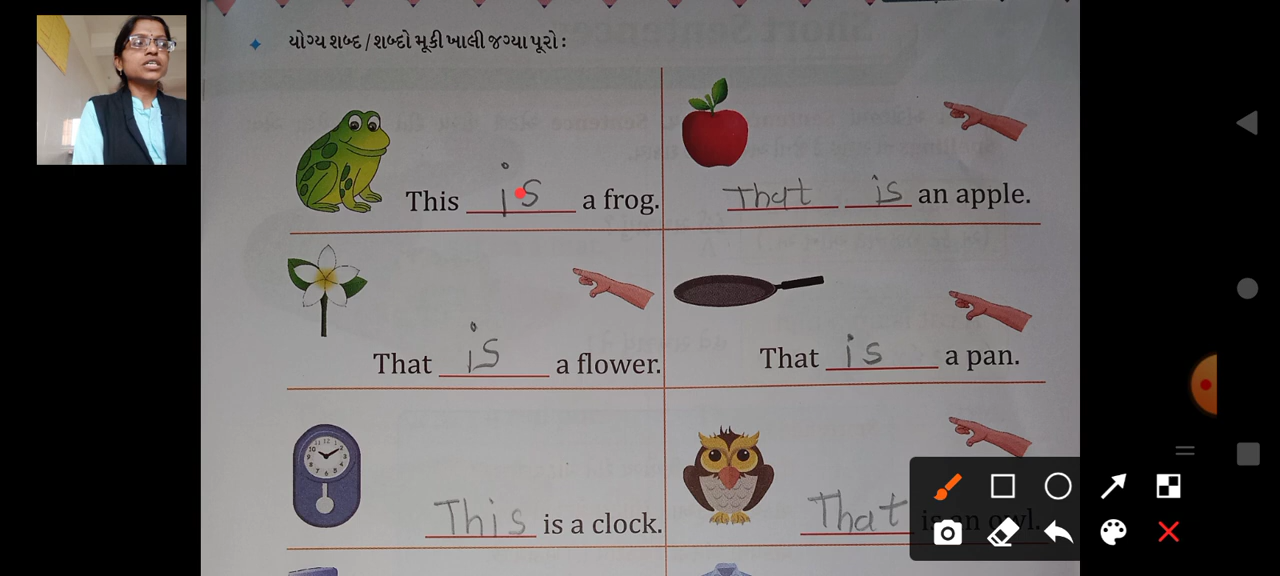 યોગ્ય શબ્દ / શબ્દો મૂકી ખાલી જગ્યા પૂરો :
This is a frog.
That is an apple.
That is a flower.
That is a pan.
This is a clock.
That is an owl.